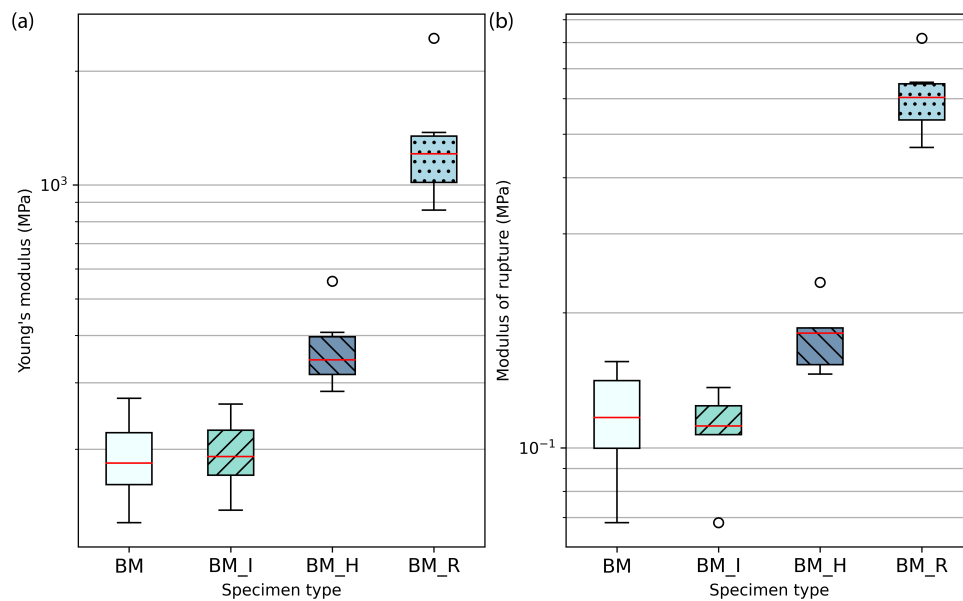 (a)
Young's modulus (MPa)
10³
BM BM_I BM_H BM_R
Specimen type
(b)
Modulus of rupture (MPa)
10⁻¹
BM BM_I BM_H BM_R
Specimen type